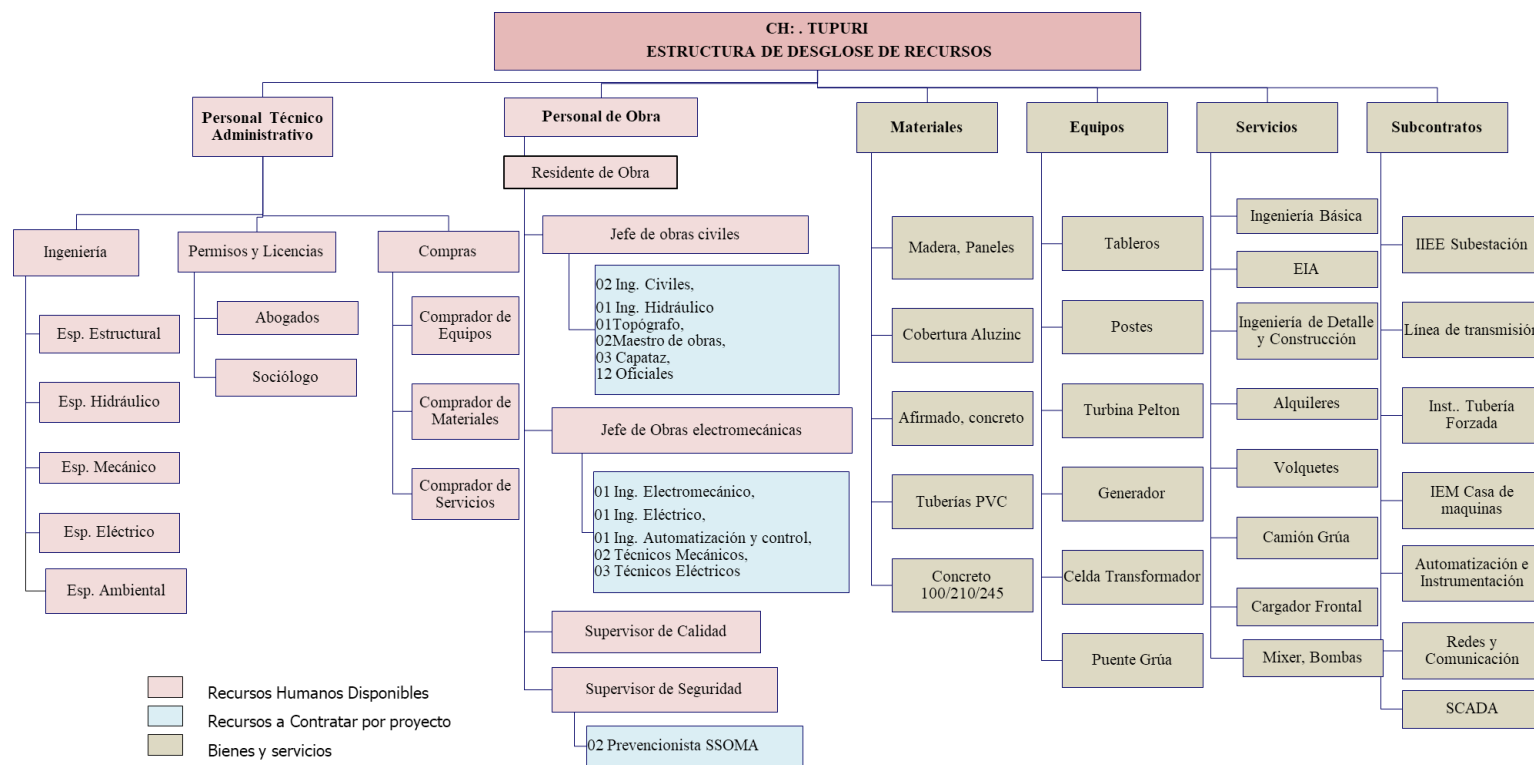 CH: . TUPURI
ESTRUCTURA DE DESGLOSE DE RECURSOS
Personal Técnico
Administrativo
Ingeniería
Esp. Estructural
Esp. Hidráulico
Esp. Mecánico
Esp. Eléctrico
Esp. Ambiental
Permisos y Licencias
Abogados
Sociólogo
Compras
Comprador de
Equipos
Comprador de
Materiales
Comprador de
Servicios
Personal de Obra
Residente de Obra
Jefe de obras civiles
02 Ing. Civiles,
01 Ing. Hidráulico
01Topógrafo,
02Maestro de obras,
03 Capataz,
12 Oficiales
Jefe de Obras electromecánicas
01 Ing. Electromecánico,
01 Ing. Eléctrico,
01 Ing. Automatización y control,
02 Técnicos Mecánicos,
03 Técnicos Eléctricos
Supervisor de Calidad
Supervisor de Seguridad
02 Prevencionista SSOMA
Materiales
Madera, Paneles
Cobertura Aluzinc
Afirmado, concreto
Tuberías PVC
Concreto
100/210/245
Equipos
Tableros
Postes
Turbina Pelton
Generador
Celda Transformador
Puente Grúa
Servicios
Ingeniería Básica
EIA
Ingeniería de Detalle
y Construcción
Alquileres
Volquetes
Camión Grúa
Cargador Frontal
Mixer, Bombas
Subcontratos
IIEE Subestación
Línea de transmisión
Inst.. Tubería
Forzada
IEM Casa de
maquinas
Automatización e
Instrumentación
Redes y
Comunicación
SCADA
Recursos Humanos Disponibles
Recursos a Contratar por proyecto
Bienes y servicios